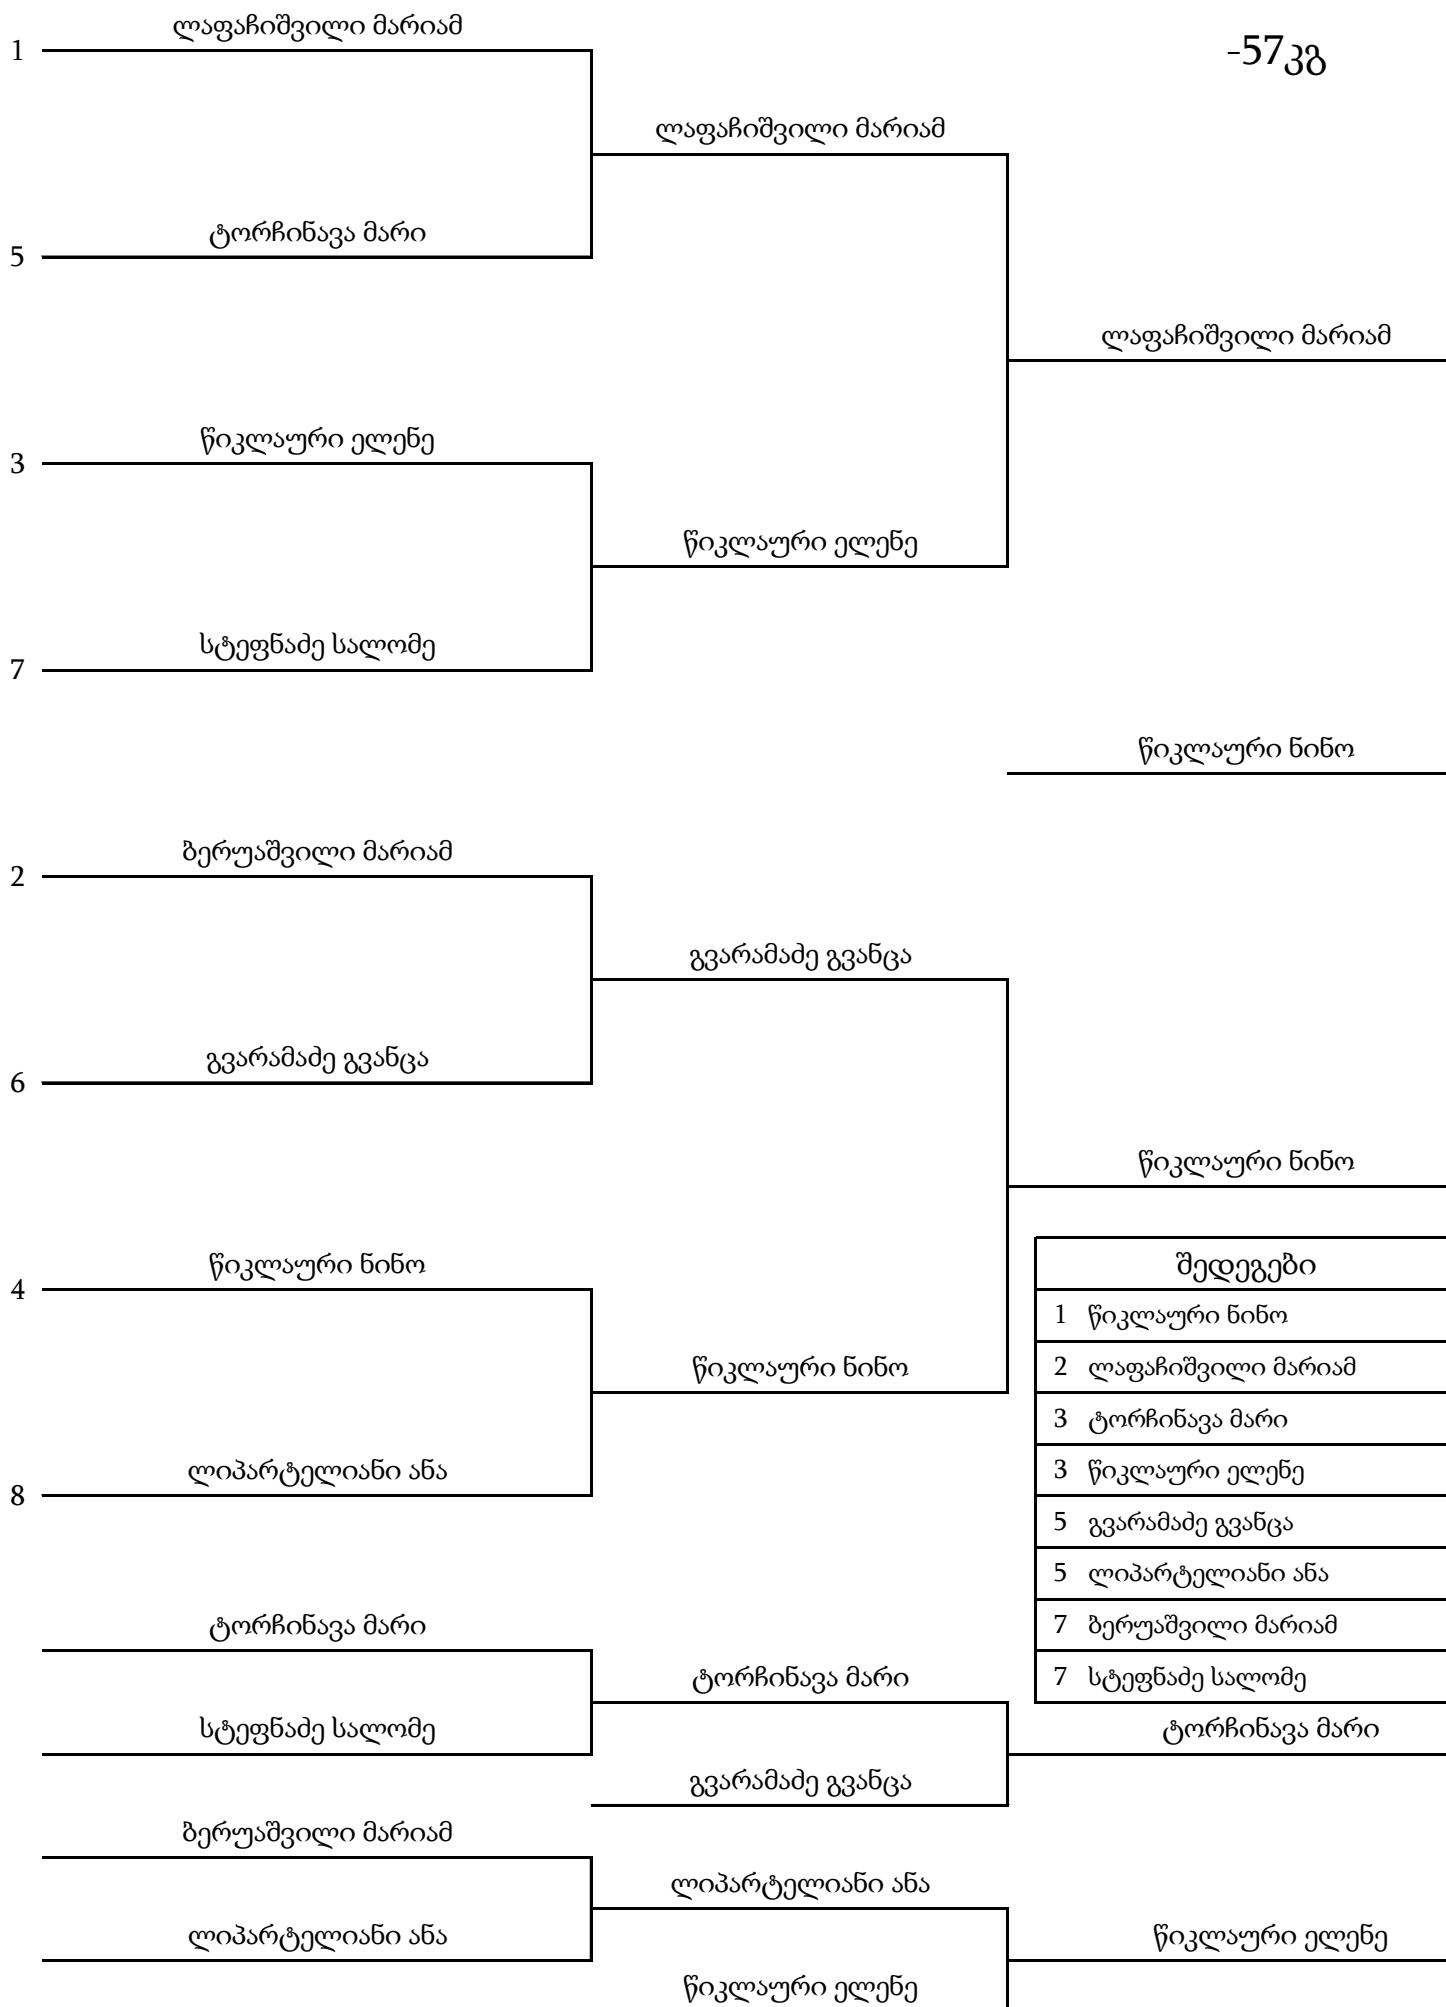 ლაფაჩიშვილი მარიამ
1
-57კგ
ლაფაჩიშვილი მარიამ
ტორჩინავა მარი
5
ლაფაჩიშვილი მარიამ
წიკლაური ელენე
3
წიკლაური ელენე
სტეფნაძე სალომე
7
წიკლაური ნინო
ბერუაშვილი მარიამ
2
გვარამაძე გვანცა
გვარამაძე გვანცა
6
წიკლაური ნინო
წიკლაური ნინო
4
წიკლაური ნინო
ლიპარტელიანი ანა
8
შედეგები
1 წიკლაური ნინო
2 ლაფაჩიშვილი მარიამ
3 ტორჩინავა მარი
3 წიკლაური ელენე
5 გვარამაძე გვანცა
5 ლიპარტელიანი ანა
7 ბერუაშვილი მარიამ
7 სტეფნაძე სალომე
ტორჩინავა მარი
ტორჩინავა მარი
სტეფნაძე სალომე
ტორჩინავა მარი
გვარამაძე გვანცა
ბერუაშვილი მარიამ
ლიპარტელიანი ანა
ლიპარტელიანი ანა
წიკლაური ელენე
წიკლაური ელენე